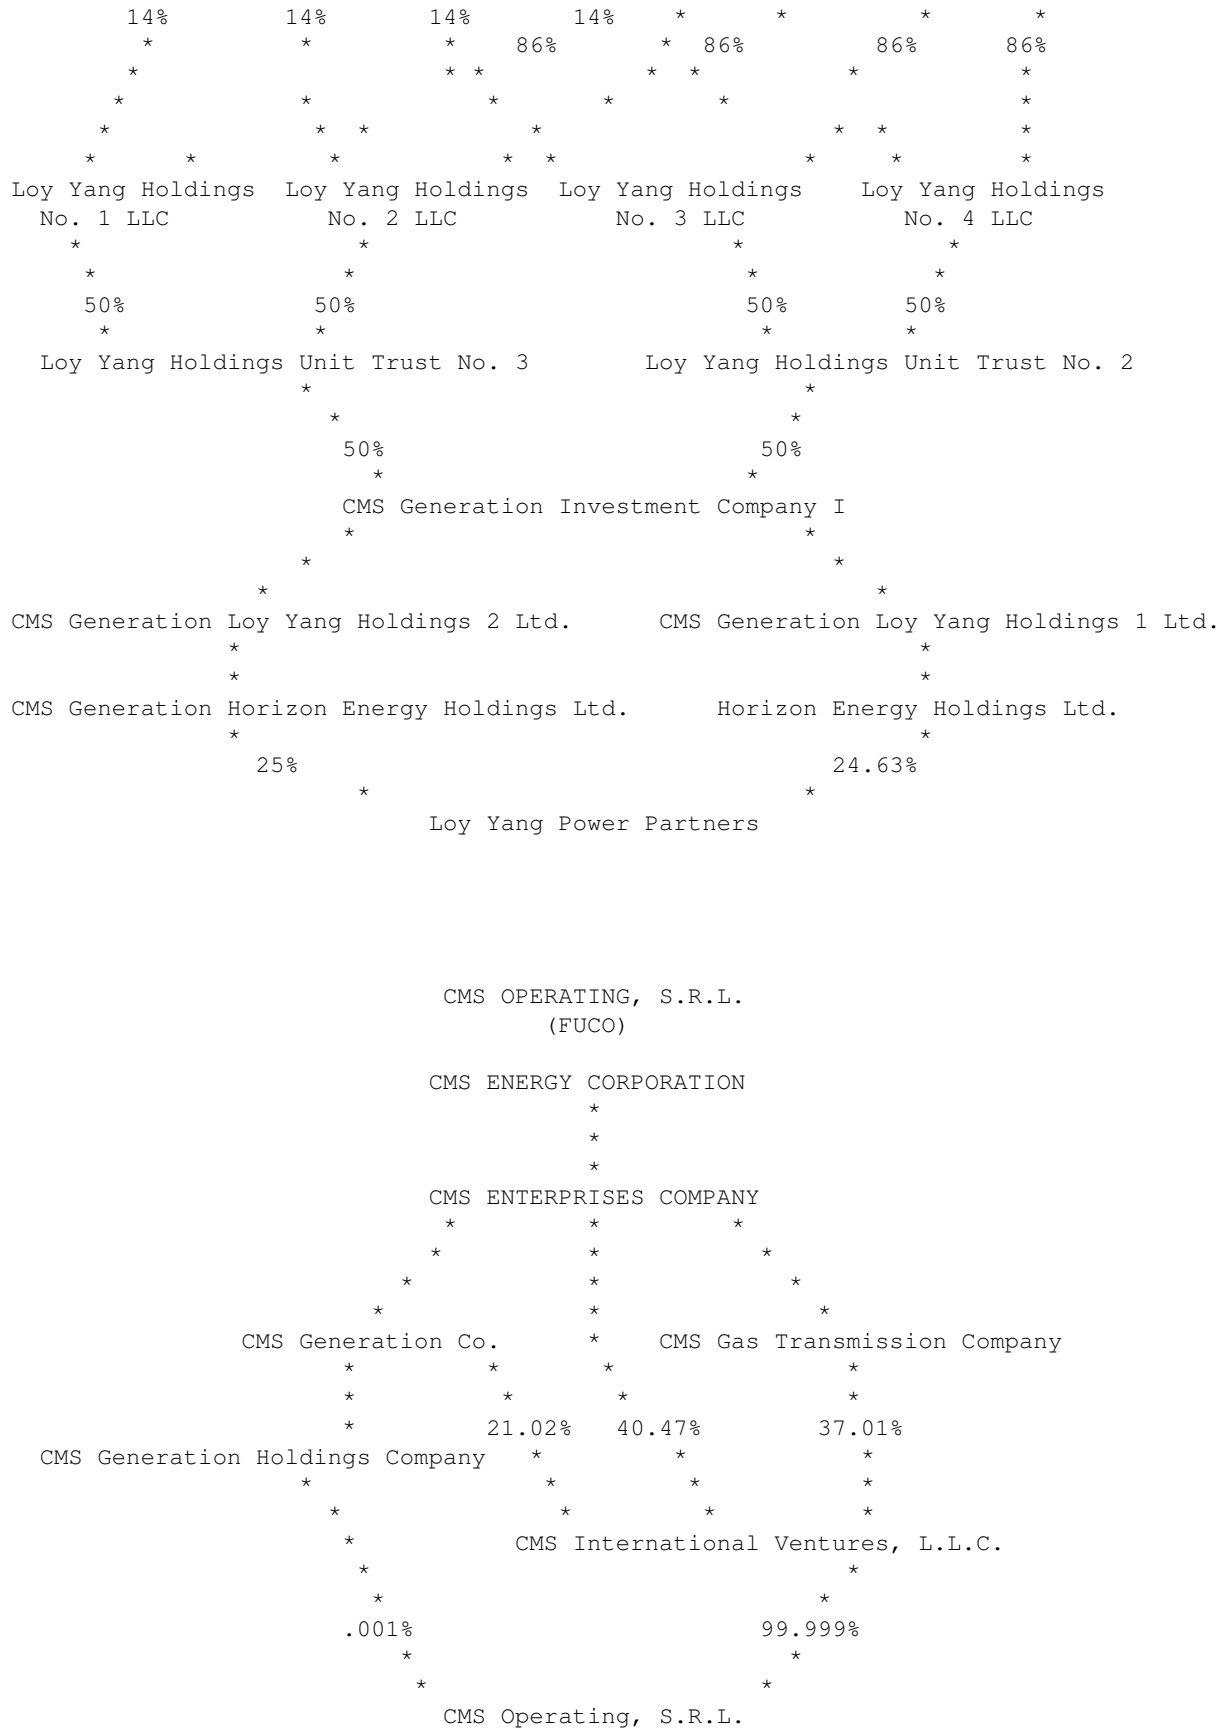 14% 14% 14% 14% * * * *
* * * 86% * 86% 86% 86%
* * * * * * *
* * * * * *
* * * * * * *
* * * * * * * *
Loy Yang Holdings Loy Yang Holdings Loy Yang Holdings Loy Yang Holdings
No. 1 LLC No. 2 LLC No. 3 LLC No. 4 LLC
* * * *
* * * *
50% 50% 50% 50%
* * * *
Loy Yang Holdings Unit Trust No. 3 Loy Yang Holdings Unit Trust No. 2
* *
* *
50% 50%
* *
CMS Generation Investment Company I
* *
* *
* *
CMS Generation Loy Yang Holdings 2 Ltd. CMS Generation Loy Yang Holdings 1 Ltd.
* *
* *
CMS Generation Horizon Energy Holdings Ltd. Horizon Energy Holdings Ltd.
* *
25% 24.63%
* *
Loy Yang Power Partners
CMS OPERATING, S.R.L.
(FUCO)
CMS ENERGY CORPORATION
*
*
*
CMS ENTERPRISES COMPANY
* * *
* * *
* * *
* * *
CMS Generation Co. * CMS Gas Transmission Company
* * * *
* * * *
* 21.02% 40.47% 37.01%
CMS Generation Holdings Company * * *
* * * *
* * * *
* CMS International Ventures, L.L.C.
* *
* *
.001% 99.999%
* *
* *
CMS Operating, S.R.L.